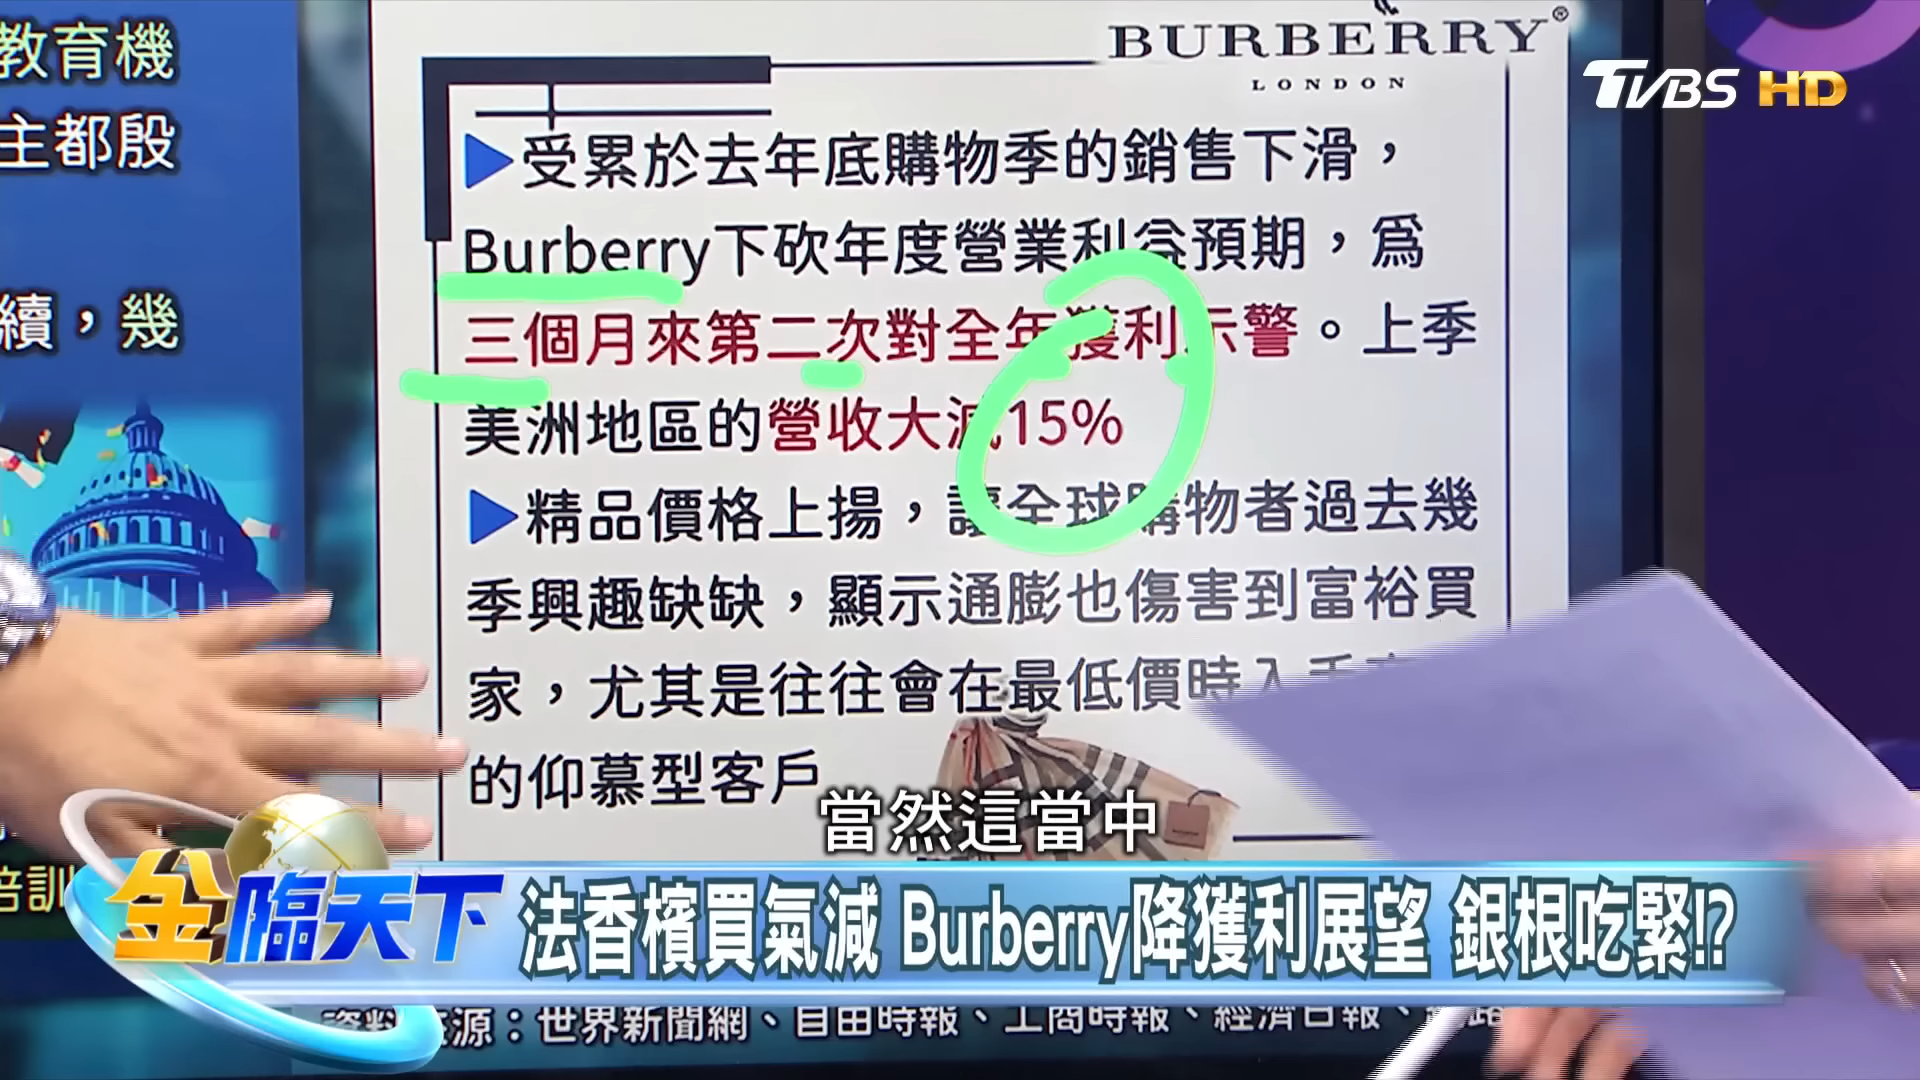 教育機
主都殷
續，幾
培訓
BURBERRY®
LONDON
TVBS HD
▶受累於去年底購物季的銷售下滑，
Burberry下砍年度營業利益預期，爲
三個月來第二次對全年獲利示警。上季
美洲地區的營收大減15%
▶精品價格上揚，讓全球購物者過去幾
季興趣缺缺，顯示通膨也傷害到富裕買
家，尤其是往往會在最低價時入手
的仰慕型客戶
當然這當中
金臨天下
法香檳買氣減 Burberry降獲利展望 銀根吃緊!?
資料來源：世界新聞網、自由時報、工商時報、經濟日報、